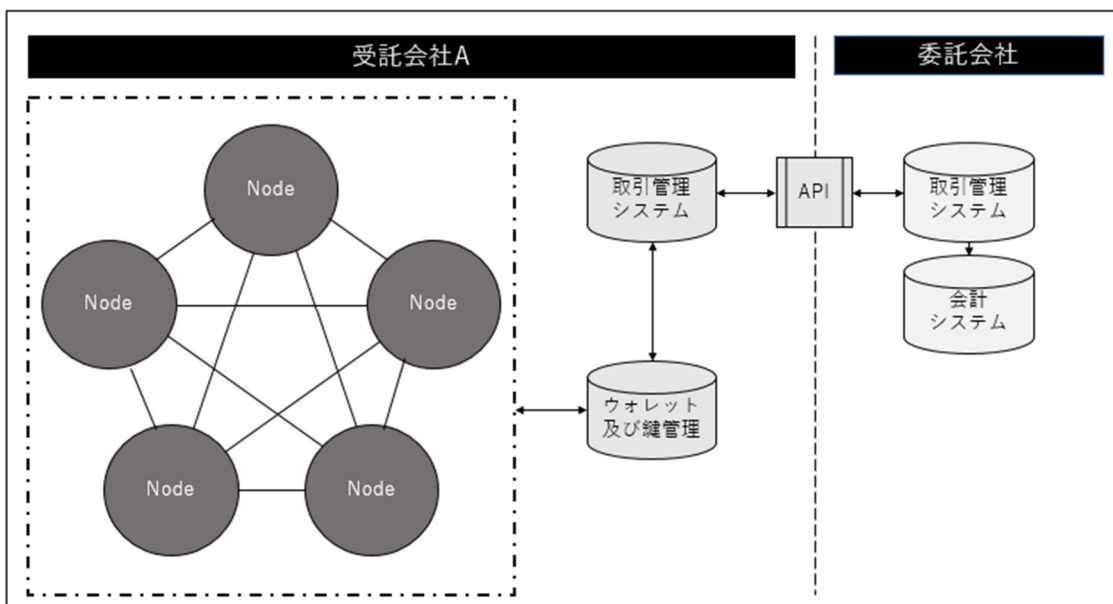 受託会社A
委託会社
Node
Node
Node
Node
Node
取引管理
システム
API
取引管理
システム
会計
システム
ウォレット
及び鍵管理